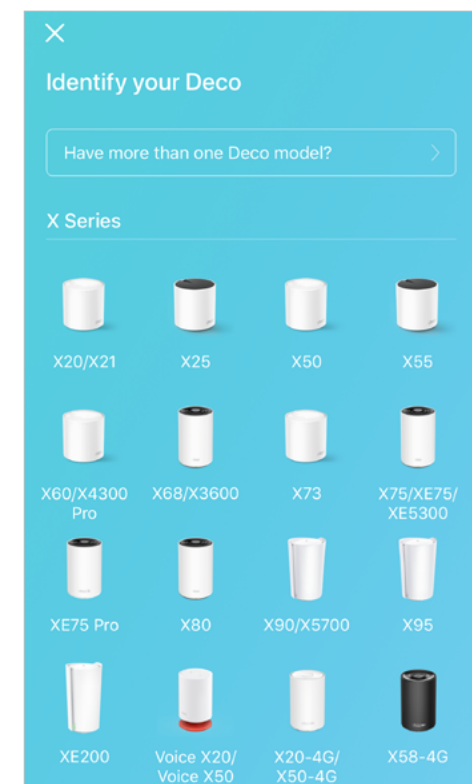 Identify your Deco
Have more than one Deco model?
X Series
X20/X21
X25
X50
X55
X60/X4300
Pro
X68/X3600
X73
X75/XE75/
XE5300
XE75 Pro
X80
X90/X5700
X95
XE200
Voice X20/
Voice X50
X20-4G/
X50-4G
X58-4G